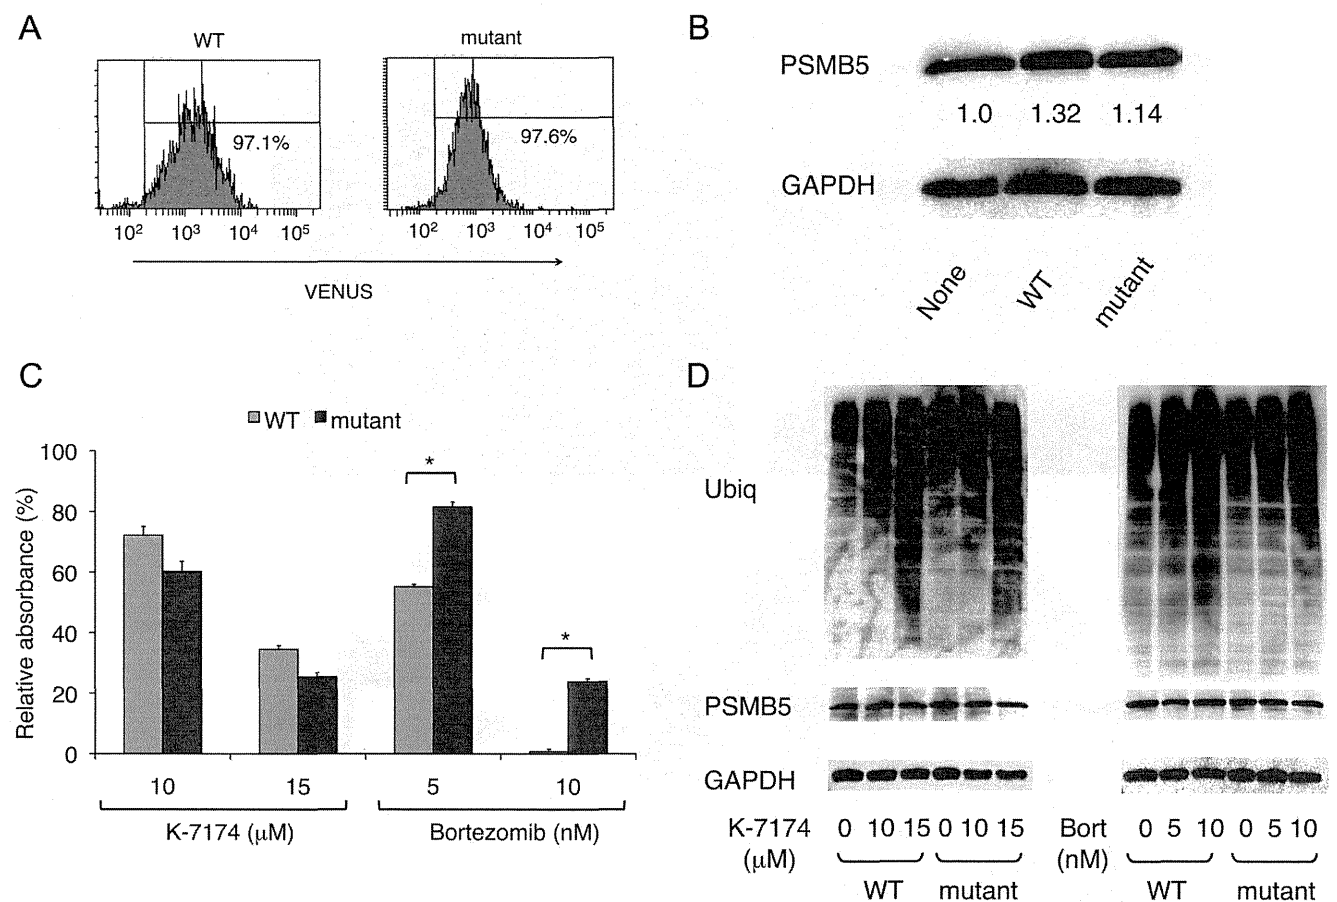 A
WT
mutant
97.1%
97.6%
10² 10³ 10⁴ 10⁵
10² 10³ 10⁴ 10⁵
VENUS
B
PSMB5
1.0 1.32 1.14
GAPDH
None WT mutant
C
WT mutant
Relative absorbance (%)
100
80
60
40
20
0
10 15 5 10
K-7174 (μM) Bortezomib (nM)
D
Ubiq
PSMB5
GAPDH
K-7174 0 10 15 0 10 15
(μM)
WT mutant
Bort 0 5 10 0 5 10
(nM)
WT mutant
*
*